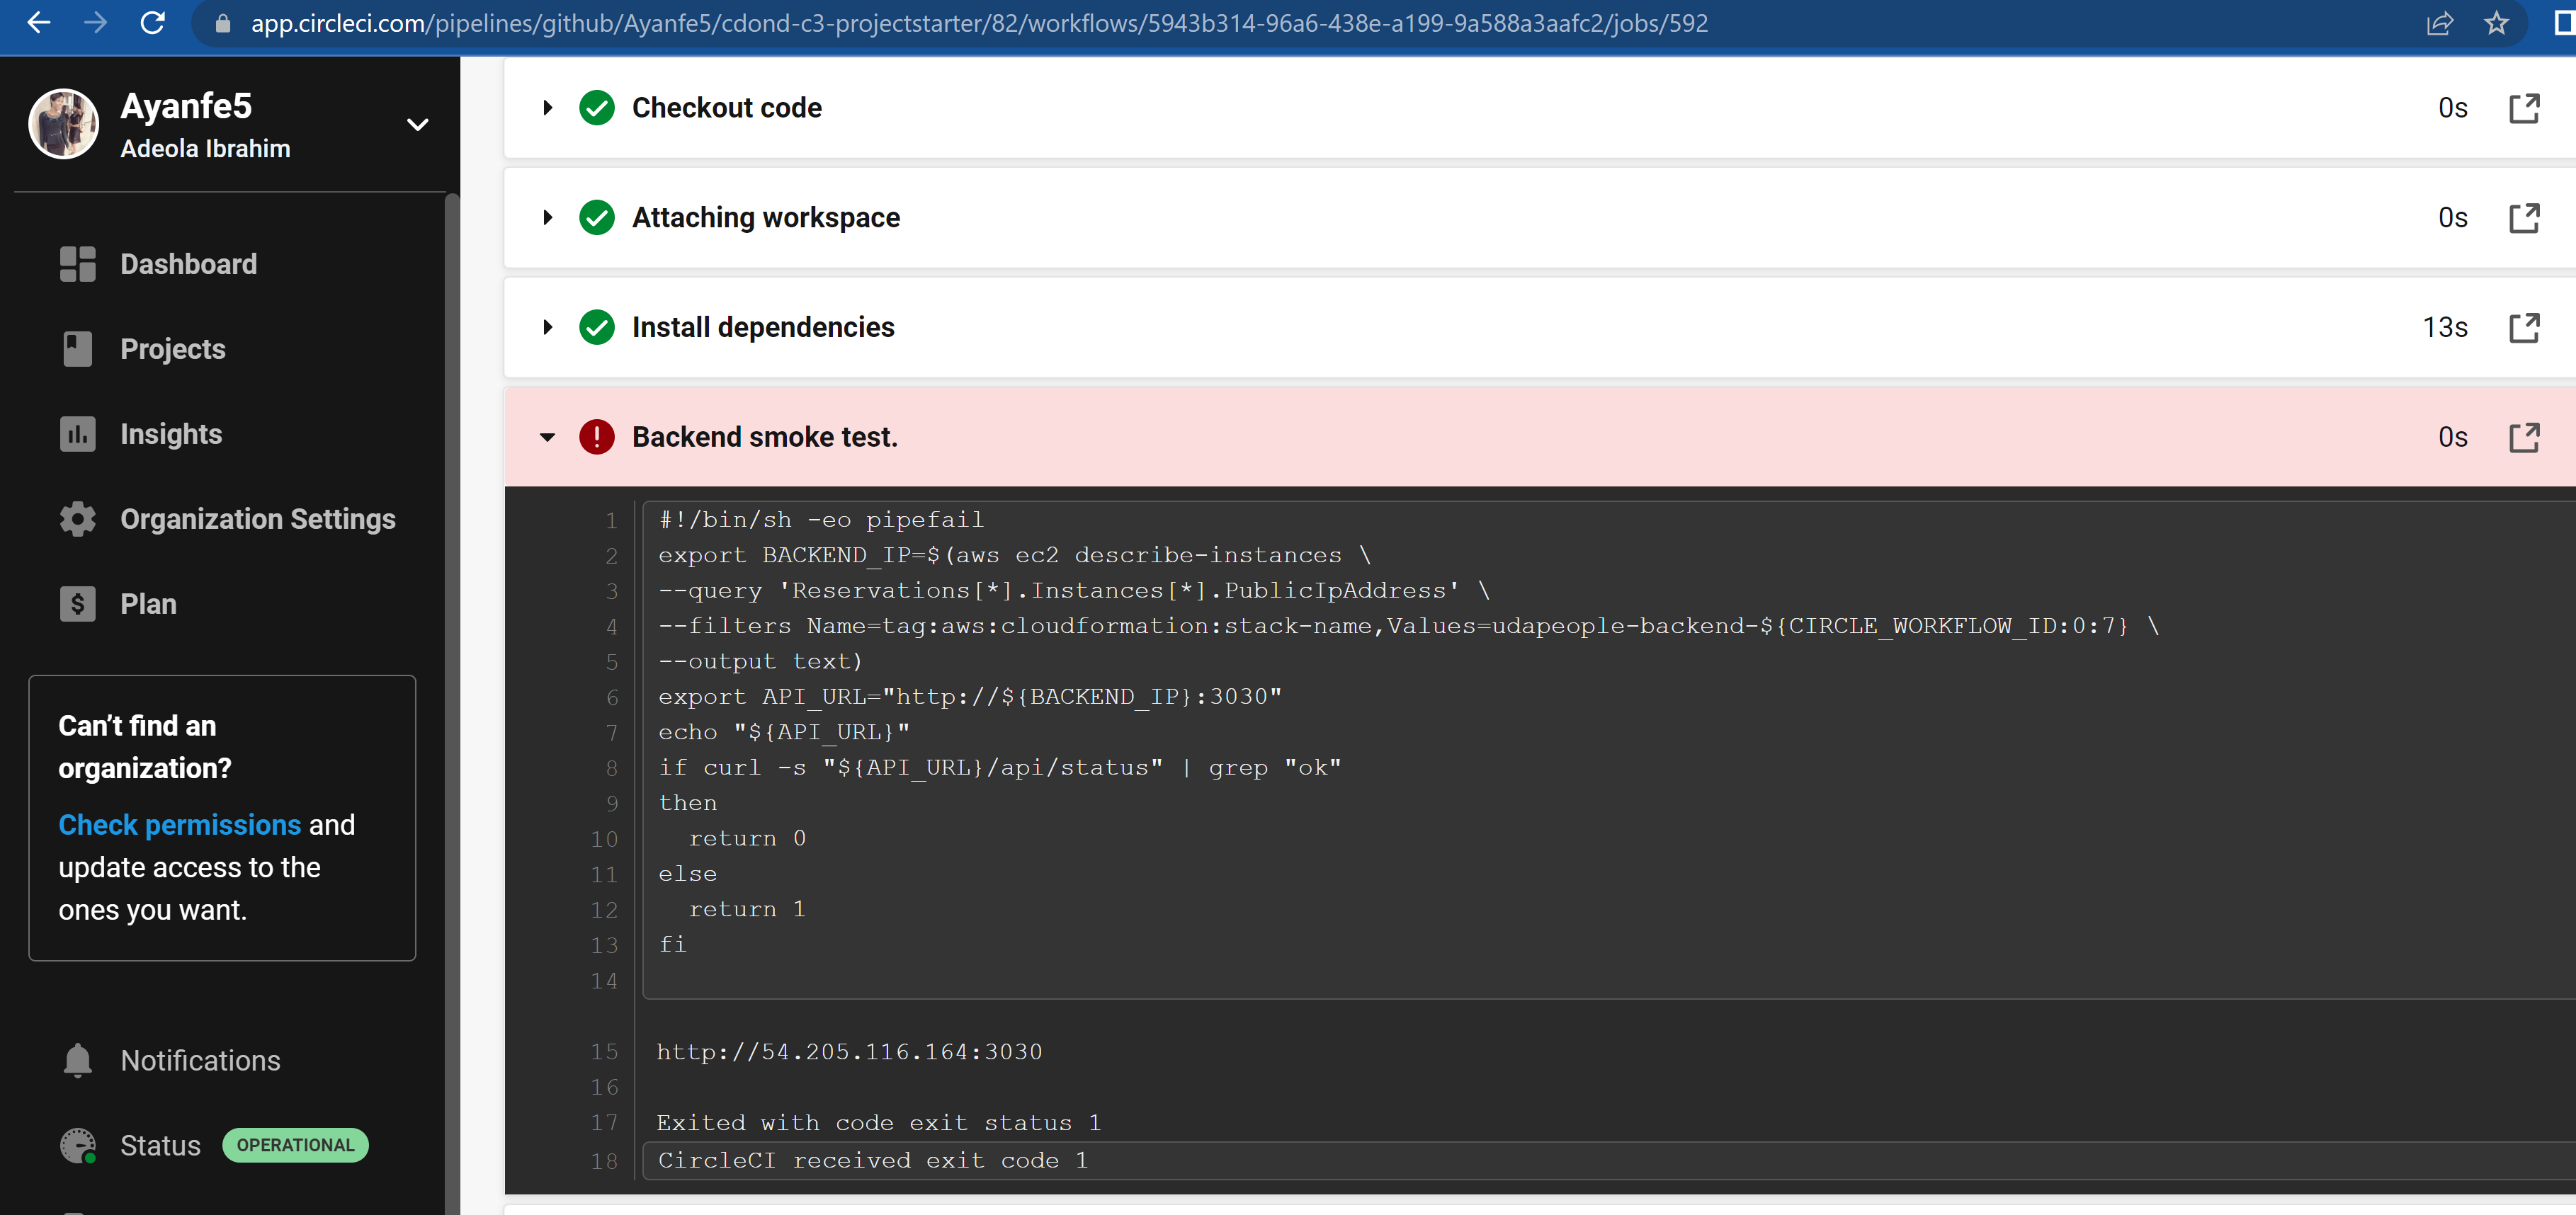 app.circleci.com/pipelines/github/Ayanfe5/cdond-c3-projectstarter/82/workflows/5943b314-96a6-438e-a199-9a588a3aafc2/jobs/592
Ayanfe5
Adeola Ibrahim
Dashboard
Projects
Insights
Organization Settings
Plan
Can't find an
organization?
Check permissions and
update access to the
ones you want.
Notifications
Status OPERATIONAL
Checkout code 0s
Attaching workspace 0s
Install dependencies 13s
Backend smoke test. 0s
1 #!/bin/sh -eo pipefail
2 export BACKEND_IP=$(aws ec2 describe-instances \
3 --query 'Reservations[*].Instances[*].PublicIpAddress' \
4 --filters Name=tag:aws:cloudformation:stack-name,Values=udapeople-backend-${CIRCLE_WORKFLOW_ID:0:7} \
5 --output text)
6 export API_URL="http://${BACKEND_IP}:3030"
7 echo "${API_URL}"
8 if curl -s "${API_URL}/api/status" | grep "ok"
9 then
10   return 0
11 else
12   return 1
13 fi
14
15 http://54.205.116.164:3030
16
17 Exited with code exit status 1
18 CircleCI received exit code 1